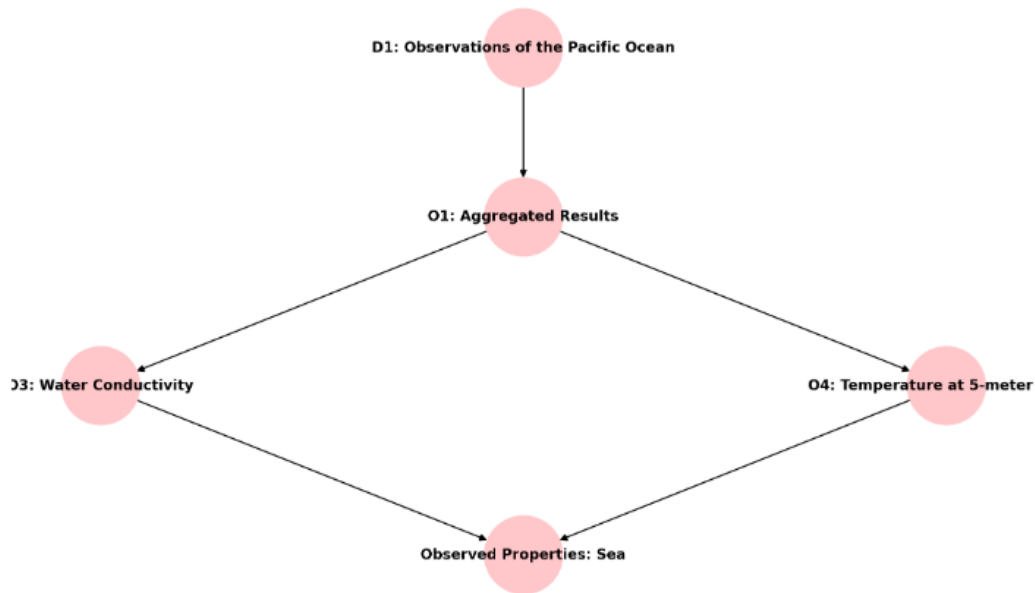 D1: Observations of the Pacific Ocean
O1: Aggregated Results
O3: Water Conductivity
O4: Temperature at 5-meter
Observed Properties: Sea